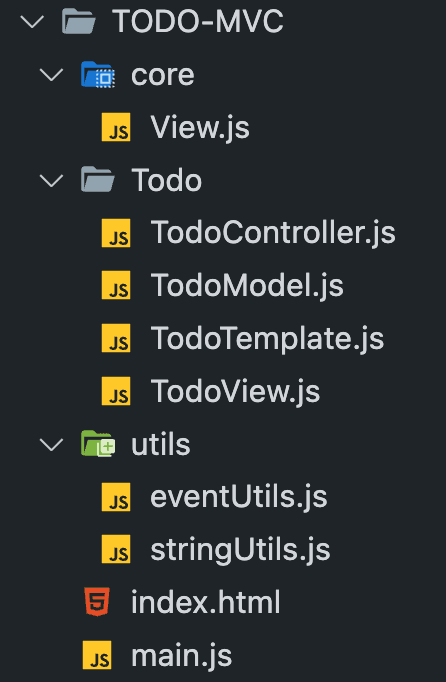 TODO-MVC
core
JS View.js
Todo
JS TodoController.js
JS TodoModel.js
JS TodoTemplate.js
JS TodoView.js
utils
JS eventUtils.js
JS stringUtils.js
5 index.html
JS main.js